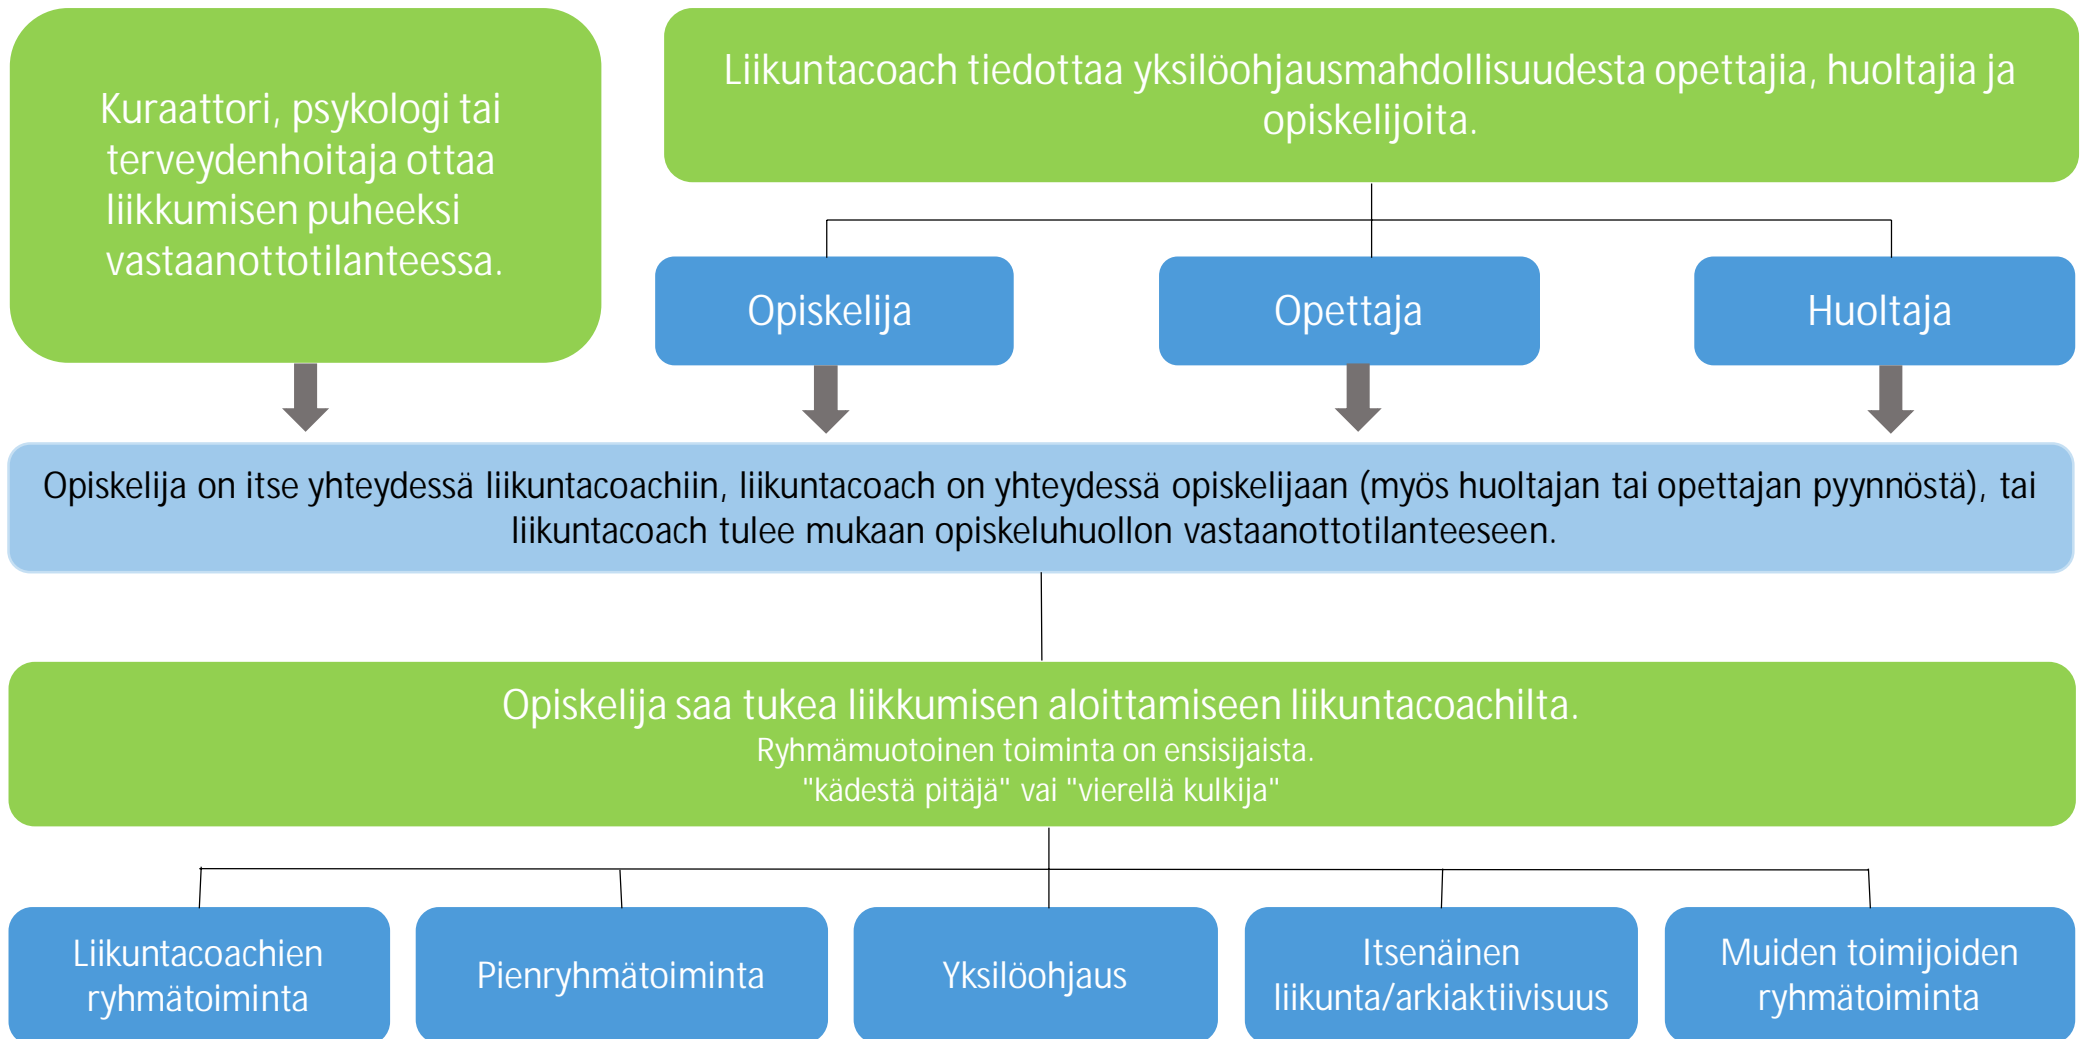 Kuraattori, psykologi tai
terveydenhoitaja ottaa
liikkumisen puheeksi
vastaanottotilanteessa.
Liikuntacoach tiedottaa yksilöohjausmahdollisuudesta opettajia, huoltajia ja
opiskelijoita.
Opiskelija
Opettaja
Huoltaja
Opiskelija on itse yhteydessä liikuntacoachiin, liikuntacoach on yhteydessä opiskelijaan (myös huoltajan tai opettajan pyynnöstä), tai
liikuntacoach tulee mukaan opiskeluhuollon vastaanottotilanteeseen.
Opiskelija saa tukea liikkumisen aloittamiseen liikuntacoachilta.
Ryhmämuotoinen toiminta on ensisijaista.
"kädestä pitäjä" vai "vierellä kulkija"
Liikuntacoachien
ryhmätoiminta
Pienryhmätoiminta
Yksilöohjaus
Itsenäinen
liikunta/arkiaktiivisuus
Muiden toimijoiden
ryhmätoiminta